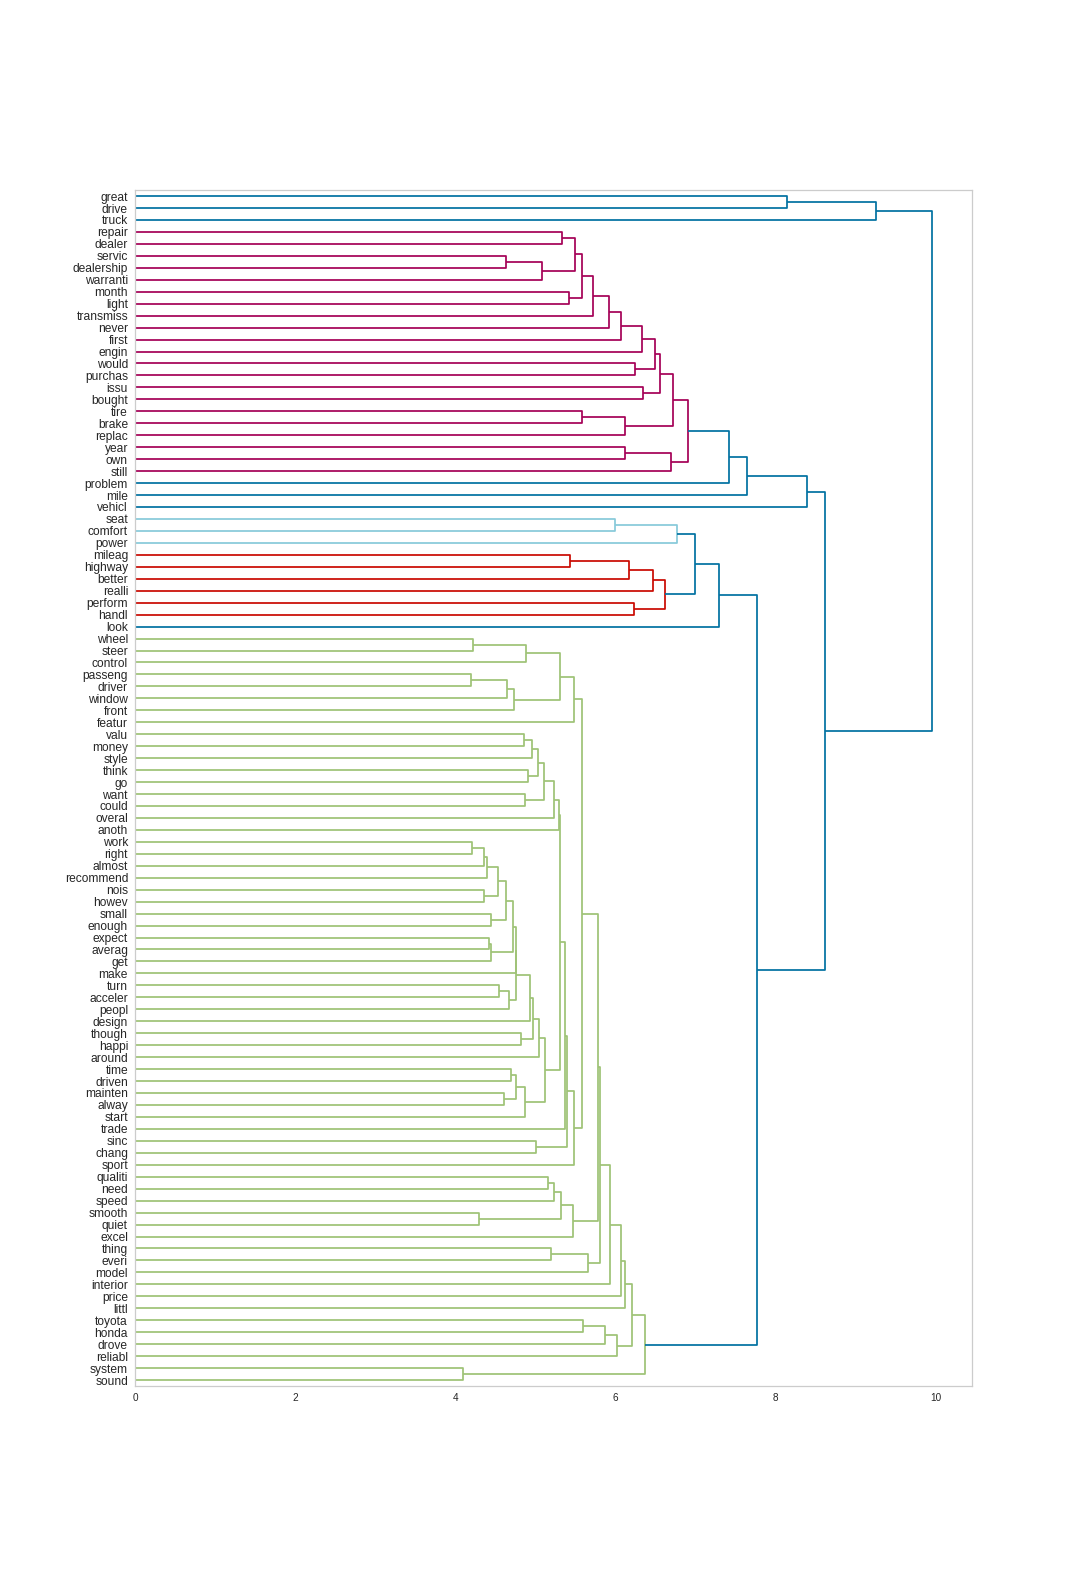 great
drive
truck
repair
dealer
servic
dealership
warranti
month
light
transmiss
never
first
engin
would
purchas
issu
bought
tire
brake
replac
year
own
still
problem
mile
vehicl
seat
comfort
power
mileag
highway
better
realli
perform
handl
look
wheel
steer
control
passeng
driver
window
front
featur
valu
money
style
think
go
want
could
overal
anoth
work
right
almost
recommend
nois
howev
small
enough
expect
averag
get
make
turn
acceler
peopl
design
though
happi
around
time
driven
mainten
alway
start
trade
sinc
chang
sport
qualiti
need
speed
smooth
quiet
excel
thing
everi
model
interior
price
littl
toyota
honda
drove
reliabl
system
sound
0 2 4 6 8 10